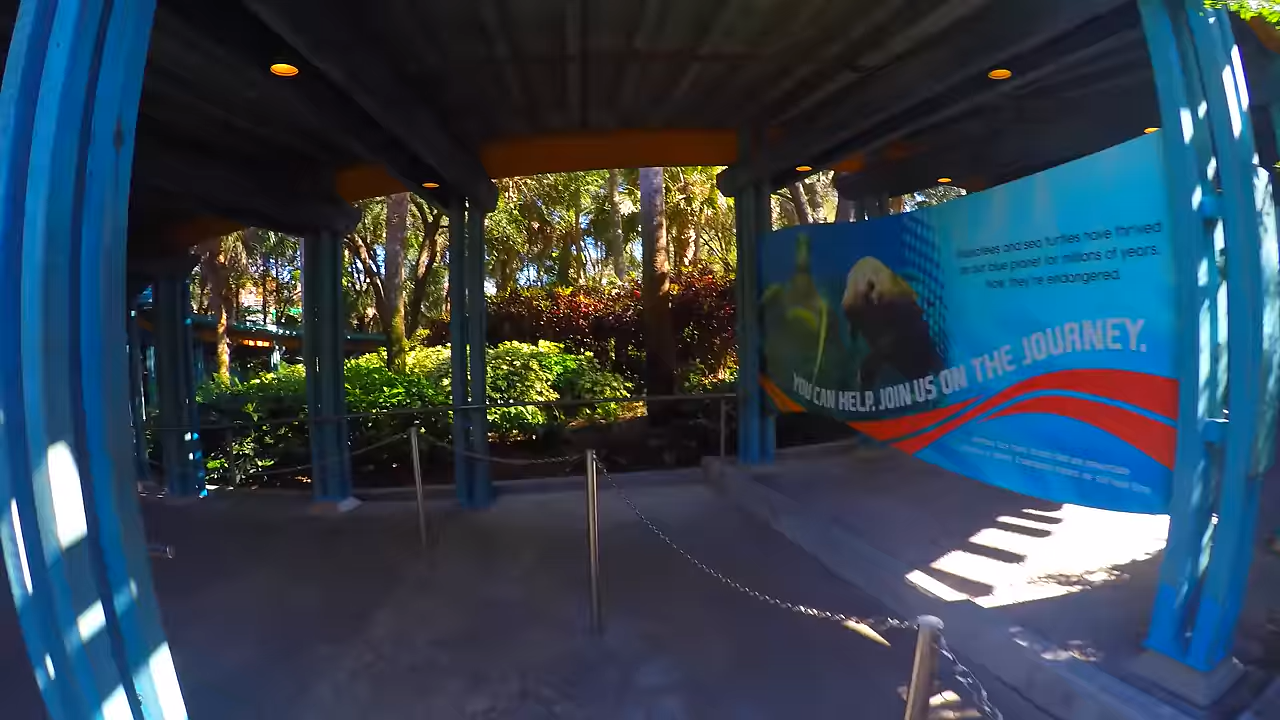 Manatees and sea turtles have thrived
on our blue planet for millions of years.
Now they're endangered.
YOU CAN HELP. JOIN US ON THE JOURNEY.